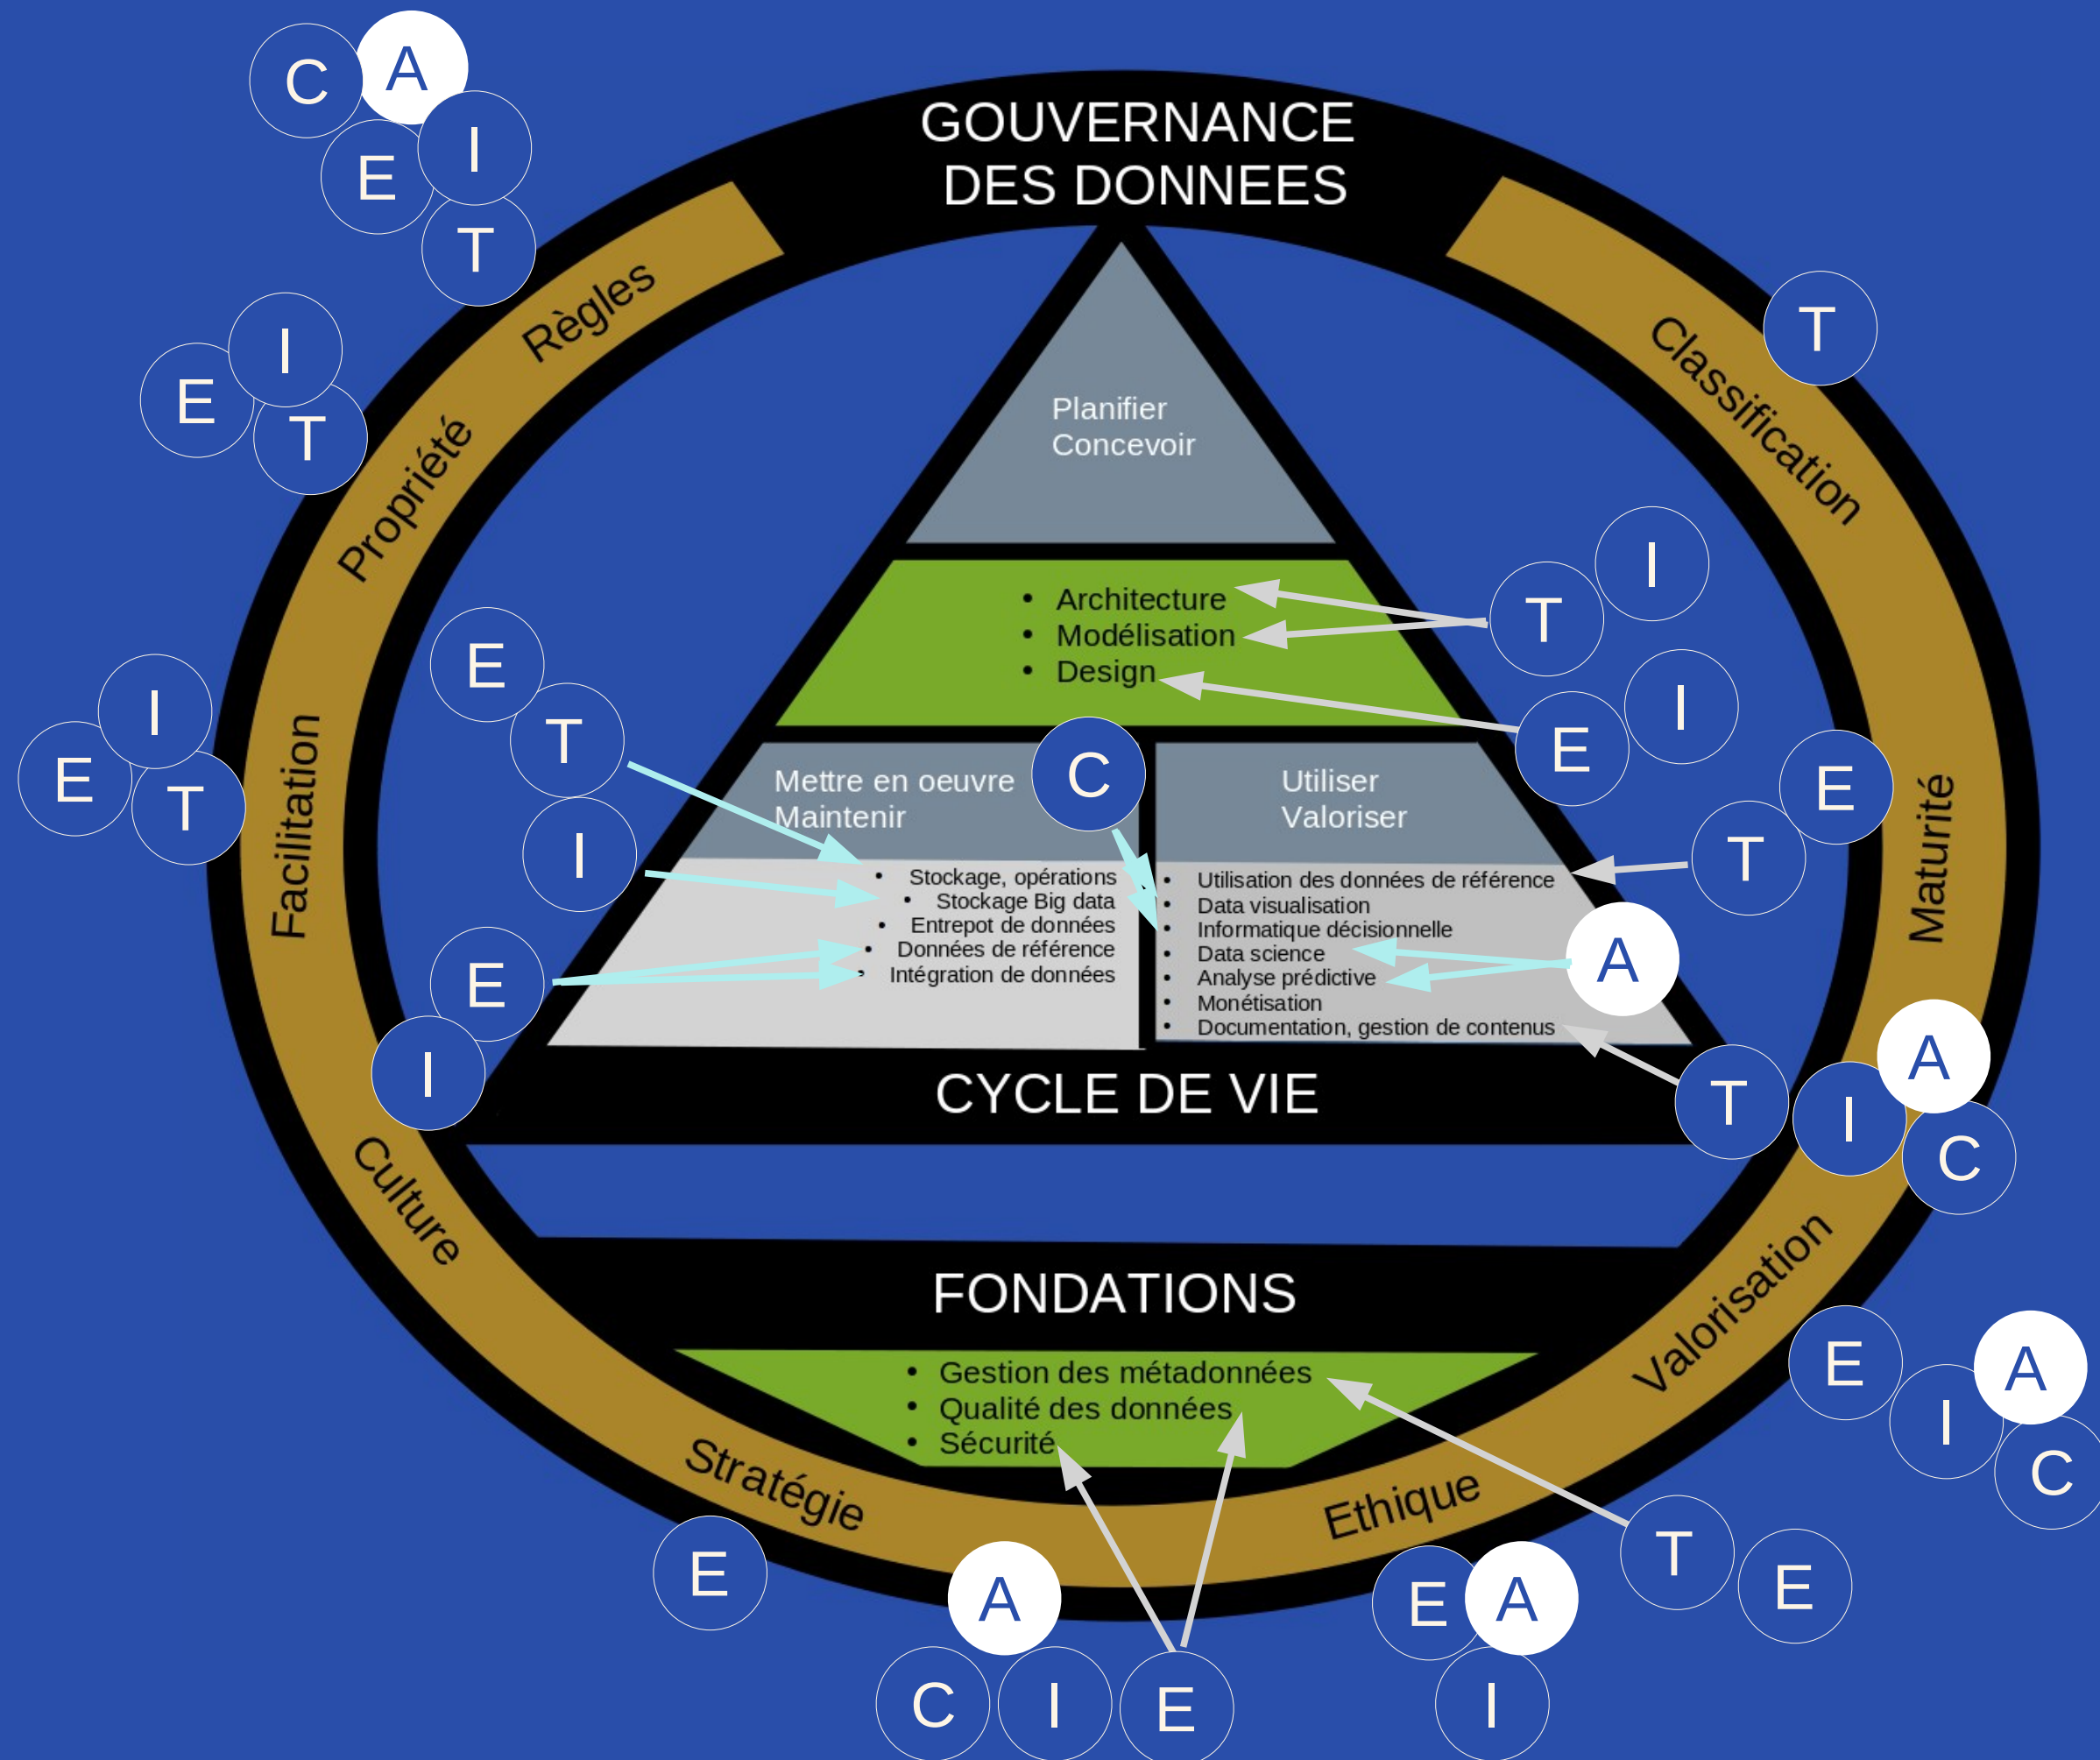 C
A
E
I
T
GOUVERNANCE
DES DONNEES
Règles
E
I
T
Propriété
T
Classification
Planifier
Concevoir
• Architecture
• Modélisation
• Design
T
I
E
I
E
T
I
I
E
T
Facilitation
C
Mettre en oeuvre
Maintenir
Utiliser
Valoriser
T
E
Maturité
• Stockage, opérations
• Stockage Big data
• Entrepot de données
• Données de référence
• Intégration de données
• Utilisation des données de référence
• Data visualisation
• Informatique décisionnelle
• Data science
• Analyse prédictive
• Monétisation
• Documentation, gestion de contenus
A
E
I
CYCLE DE VIE
T
I
A
C
Culture
Valorisation
FONDATIONS
• Gestion des métadonnées
• Qualité des données
• Sécurité
E
I
A
C
Stratégie
Ethique
E
A
C
I
E
E
A
I
T
E